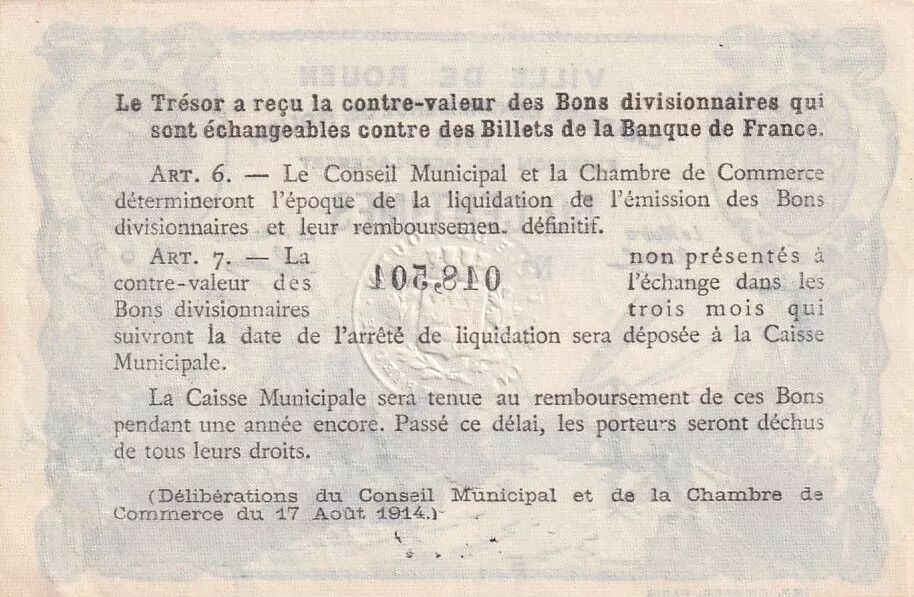 VILLE DE ROUEN
Le Trésor a reçu la contre-valeur des Bons divisionnaires qui
sont échangeables contre des Billets de la Banque de France.
ART. 6. — Le Conseil Municipal et la Chambre de Commerce
détermineront l'époque de la liquidation de l'émission des Bons
divisionnaires et leur remboursemen. définitif.
ART. 7. — La non présentés à
contre-valeur des 018,501 l'échange dans les
Bons divisionnaires trois mois qui
suivront la date de l'arrêté de liquidation sera déposée à la Caisse
Municipale.
La Caisse Municipale sera tenue au remboursement de ces Bons
pendant une année encore. Passé ce délai, les porteurs seront déchus
de tous leurs droits.
(Délibérations du Conseil Municipal et de la Chambre de
Commerce du 17 Août 1914.)